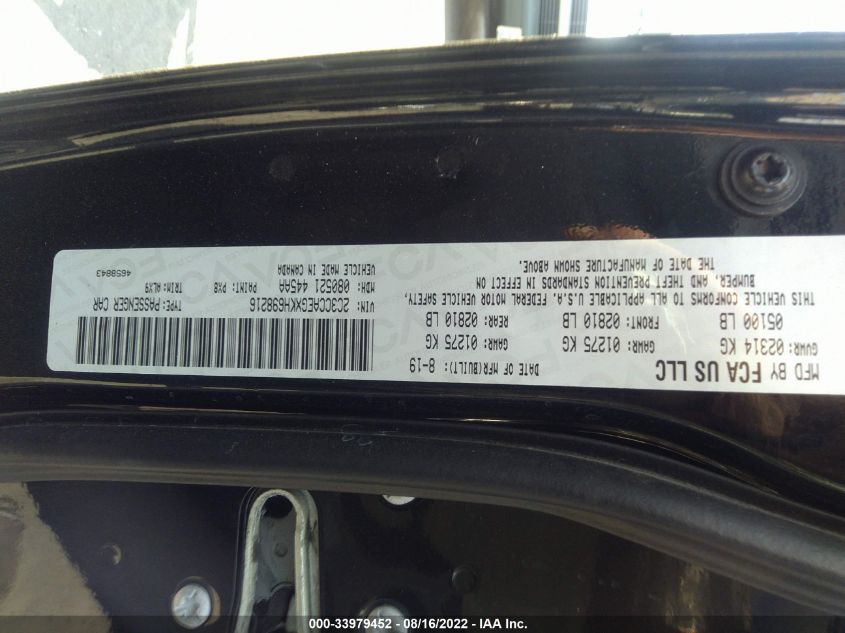 MFD BY FCA US LLC DATE OF MFR(BUILT): 8-19
GVWR: 02314 KG GAWR: 01275 KG GAWR: 01275 KG
05100 LB FRONT: 02810 LB REAR: 02810 LB
THIS VEHICLE CONFORMS TO ALL APPLICABLE U.S.A. FEDERAL MOTOR VEHICLE SAFETY,
BUMPER, AND THEFT PREVENTION STANDARDS IN EFFECT ON
THE DATE OF MANUFACTURE SHOWN ABOVE.
VIN: 2C3CCAEGXKH698216 TYPE: PASSENGER CAR
MDH: 080521 445AA PAINT: PX8 TRIM: ALX9
VEHICLE MADE IN CANADA 4658843
000-33979452 - 08/16/2022 - IAA Inc.